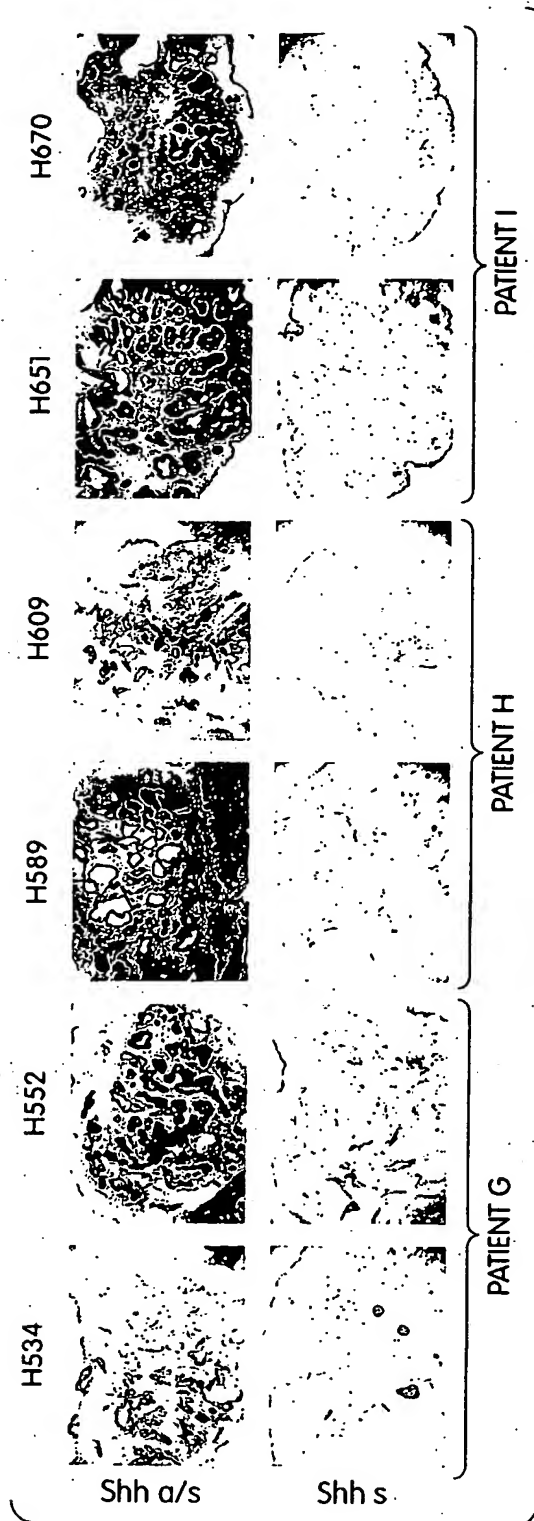 H534
H552
H589
H609
H651
H670
Shh a/s
Shh s
PATIENT G
PATIENT H
PATIENT I